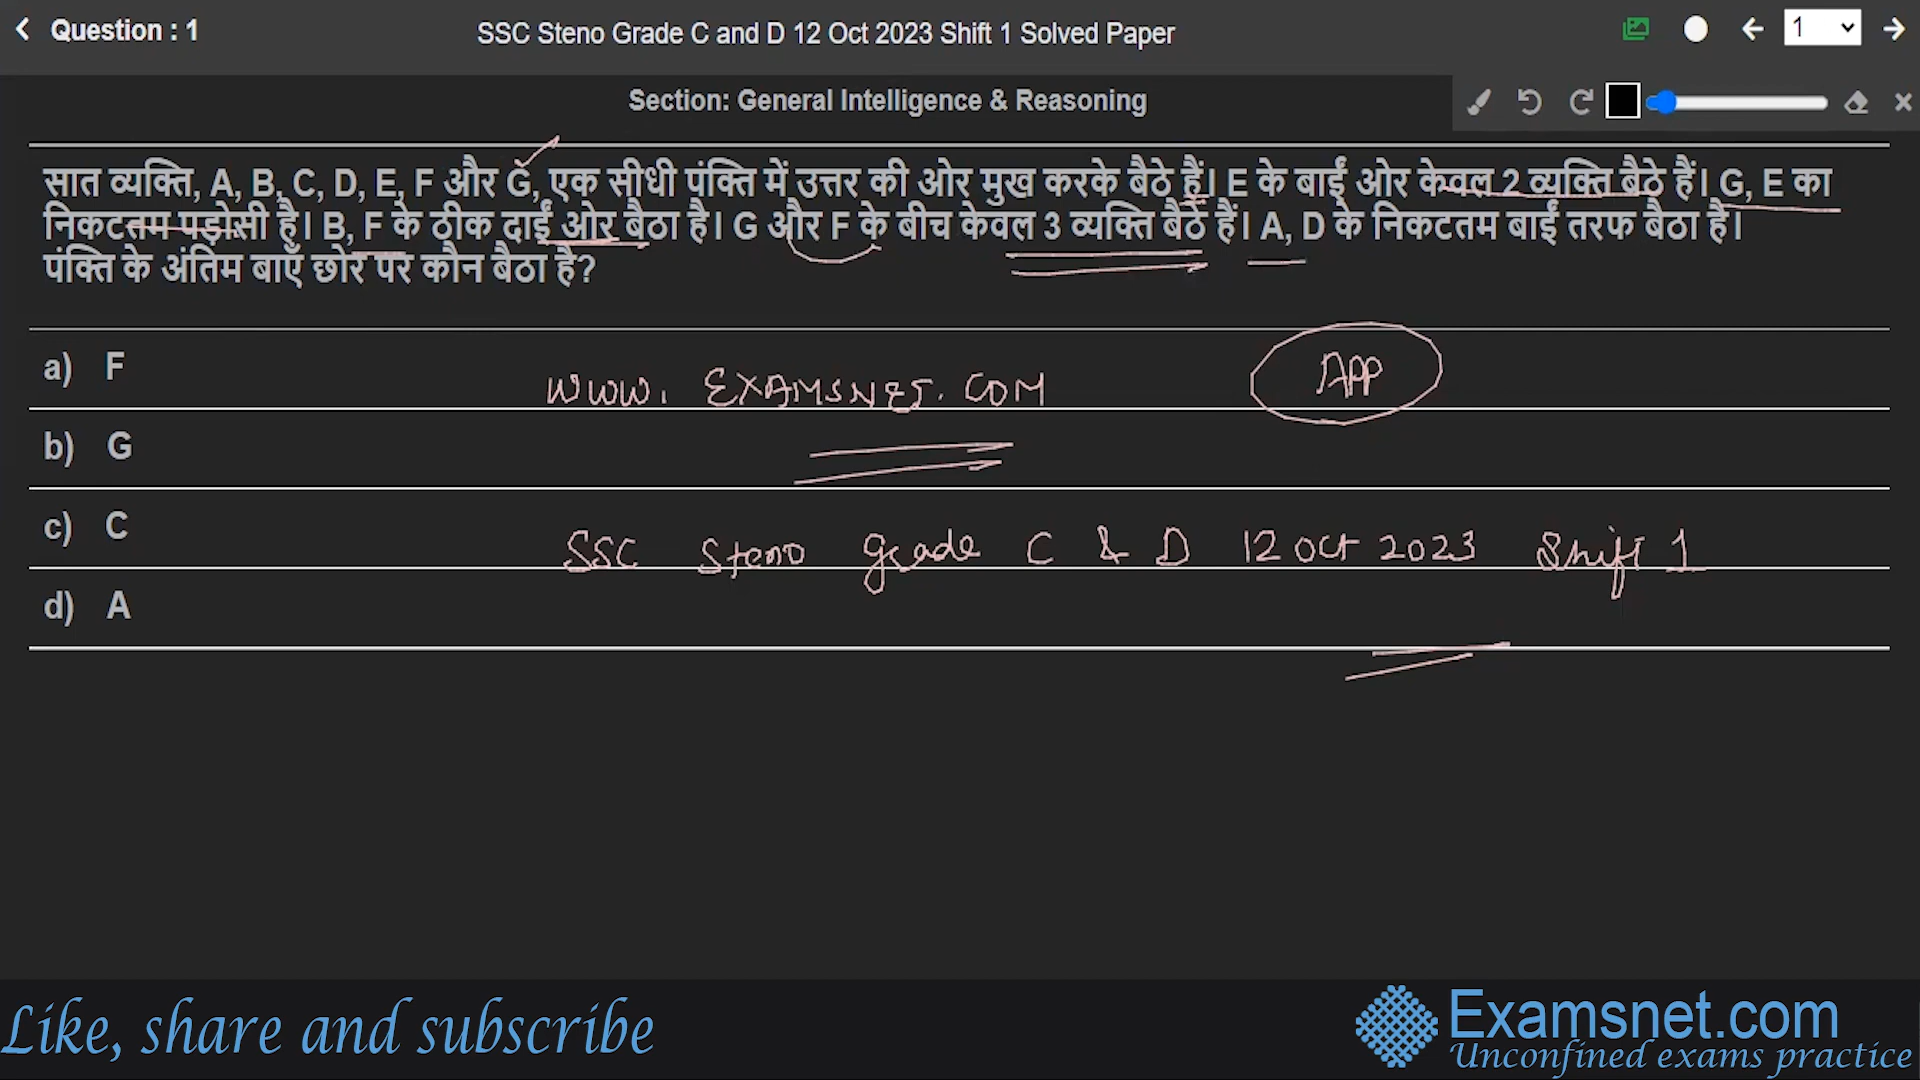 Question : 1
SSC Steno Grade C and D 12 Oct 2023 Shift 1 Solved Paper
1
Section: General Intelligence & Reasoning
सात व्यक्ति, A, B, C, D, E, F और G, एक सीधी पंक्ति में उत्तर की ओर मुख करके बैठे हैं। E के बाईं ओर केवल 2 व्यक्ति बैठे हैं। G, E का
निकटतम पड़ोसी है। B, F के ठीक दाईं ओर बैठा है। G और F के बीच केवल 3 व्यक्ति बैठे हैं। A, D के निकटतम बाईं तरफ बैठा है।
पंक्ति के अंतिम बाएँ छोर पर कौन बैठा है?
a) F
WWW. EXAMSNET. COM
APP
b) G
c) C
SSC Steno grade C & D 12 Oct 2023 Shift 1
d) A
Like, share and subscribe
Examsnet.com
Unconfined exams practice